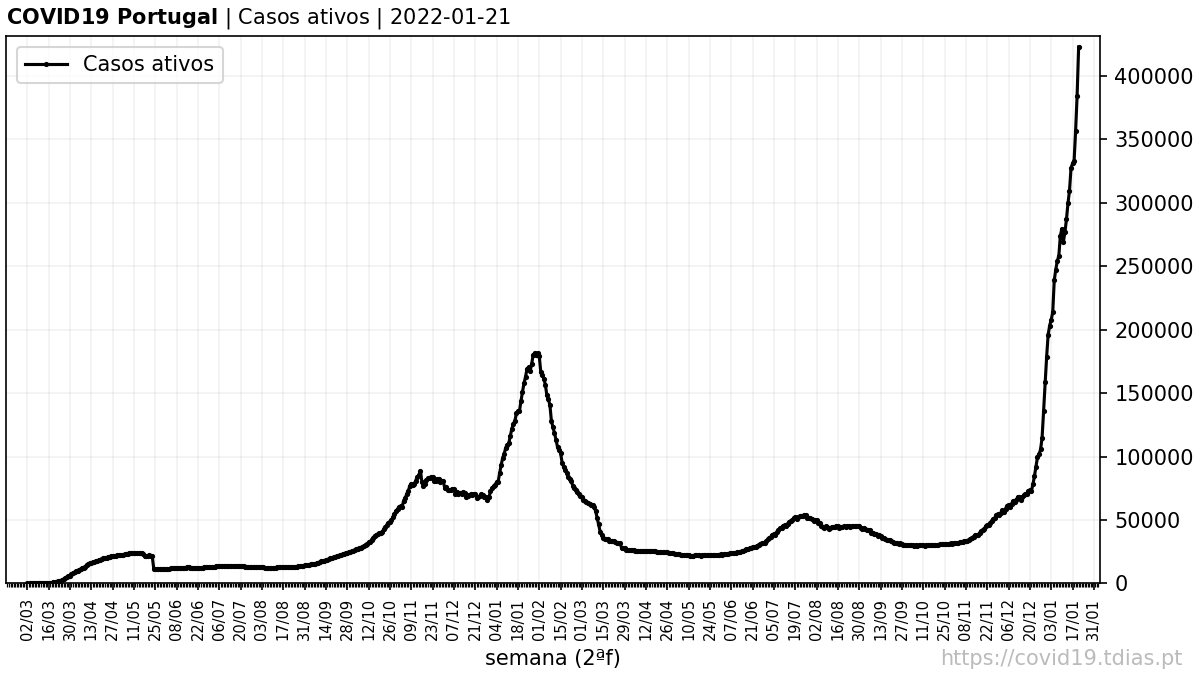 COVID19 Portugal | Casos ativos | 2022-01-21
Casos ativos
400000
350000
300000
250000
200000
150000
100000
50000
0
02/03 16/03 30/03 13/04 27/04 11/05 25/05 08/06 22/06 06/07 20/07 03/08 17/08 31/08 14/09 28/09 12/10 26/10 09/11 23/11 07/12 21/12 04/01 18/01 01/02 15/02 01/03 15/03 29/03 12/04 26/04 10/05 24/05 07/06 21/06 05/07 19/07 02/08 16/08 30/08 13/09 27/09 11/10 25/10 08/11 22/11 06/12 20/12 03/01 17/01 31/01
semana (2ªf)
https://covid19.tdias.pt